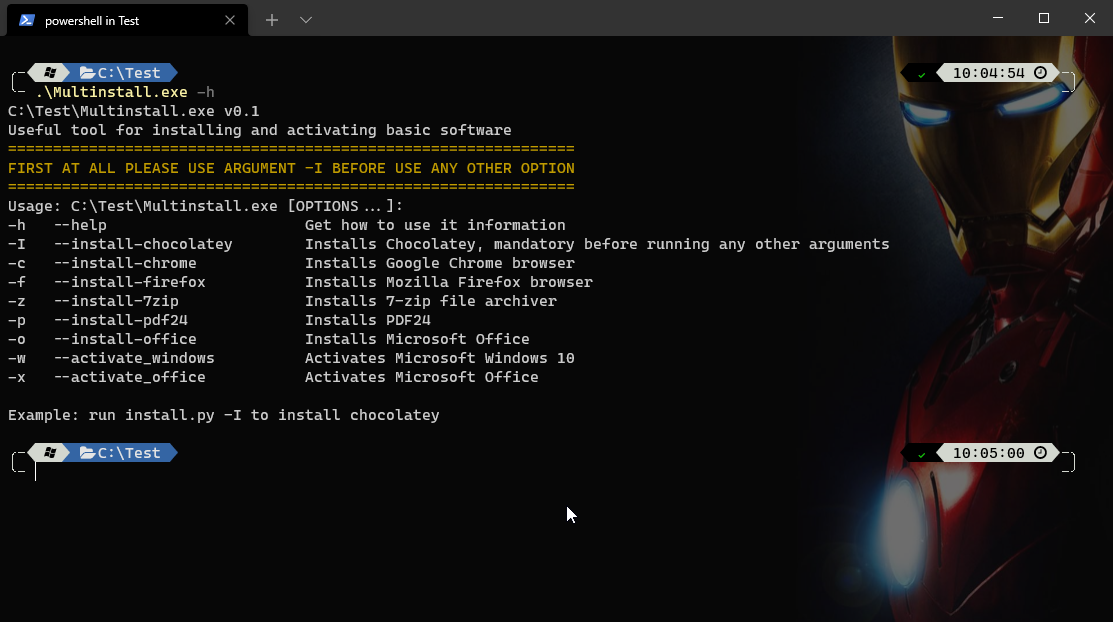 powershell in Test
C:\Test 10:04:54
.\Multinstall.exe -h
C:\Test\Multinstall.exe v0.1
Useful tool for installing and activating basic software
===============================================================
FIRST AT ALL PLEASE USE ARGUMENT -I BEFORE USE ANY OTHER OPTION
===============================================================
Usage: C:\Test\Multinstall.exe [OPTIONS...]:
-h --help Get how to use it information
-I --install-chocolatey Installs Chocolatey, mandatory before running any other arguments
-c --install-chrome Installs Google Chrome browser
-f --install-firefox Installs Mozilla Firefox browser
-z --install-7zip Installs 7-zip file archiver
-p --install-pdf24 Installs PDF24
-o --install-office Installs Microsoft Office
-w --activate_windows Activates Microsoft Windows 10
-x --activate_office Activates Microsoft Office
Example: run install.py -I to install chocolatey
C:\Test 10:05:00